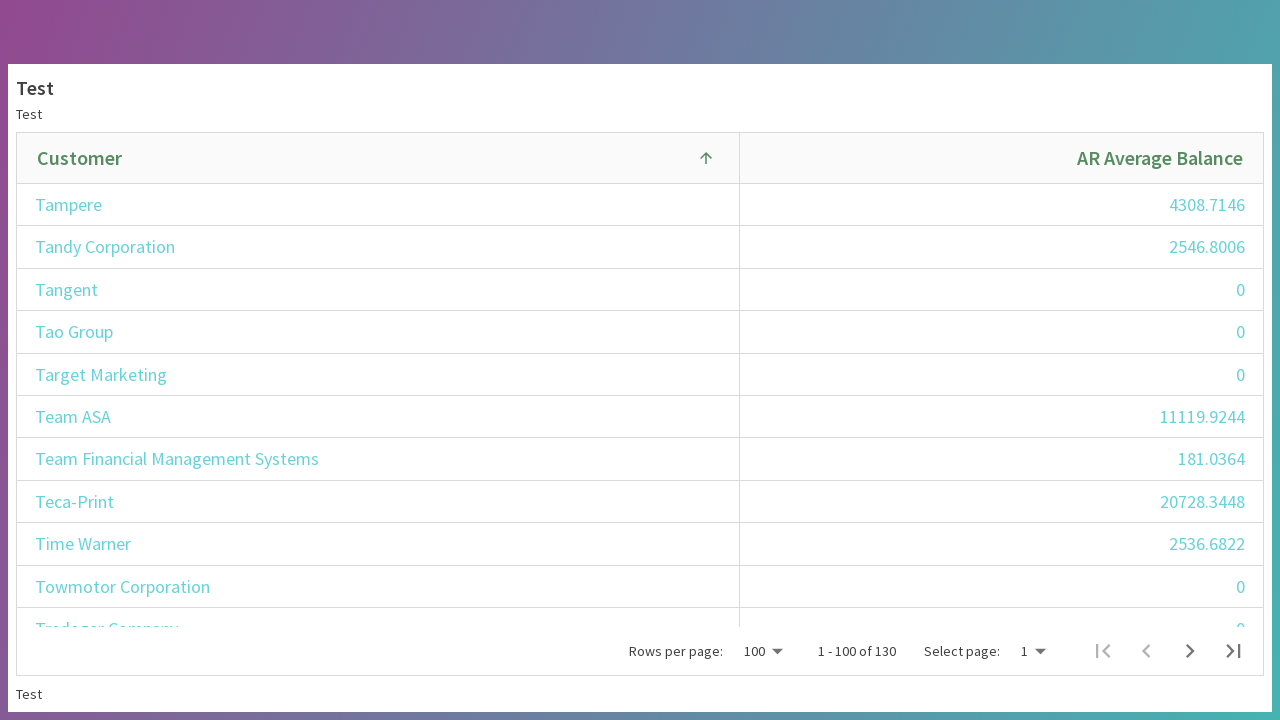 Test
Test
Customer AR Average Balance
Tampere 4308.7146
Tandy Corporation 2546.8006
Tangent 0
Tao Group 0
Target Marketing 0
Team ASA 11119.9244
Team Financial Management Systems 181.0364
Teca-Print 20728.3448
Time Warner 2536.6822
Towmotor Corporation 0
Rows per page: 100 1 - 100 of 130 Select page: 1
Test